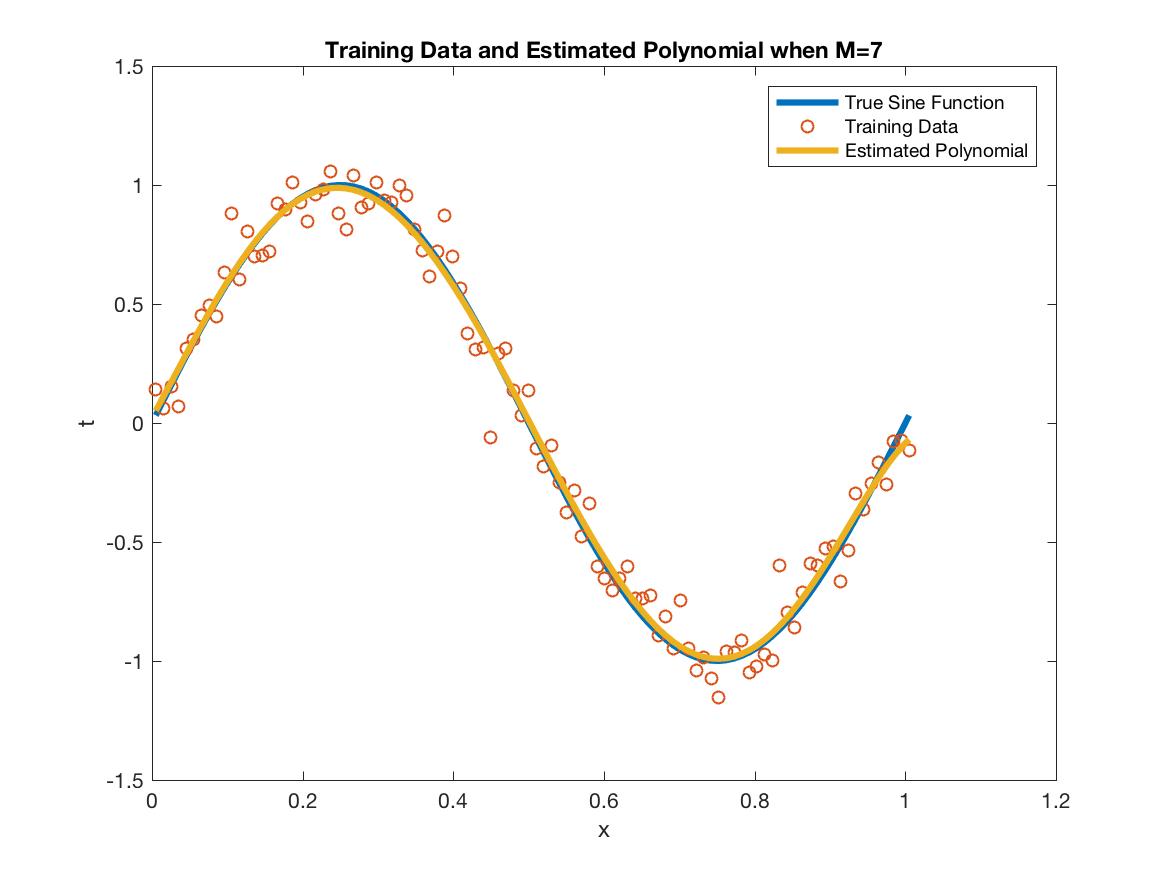 Training Data and Estimated Polynomial when M=7
1.5
True Sine Function
Training Data
Estimated Polynomial
1
0.5
t
0
-0.5
-1
-1.5
0 0.2 0.4 0.6 0.8 1 1.2
x